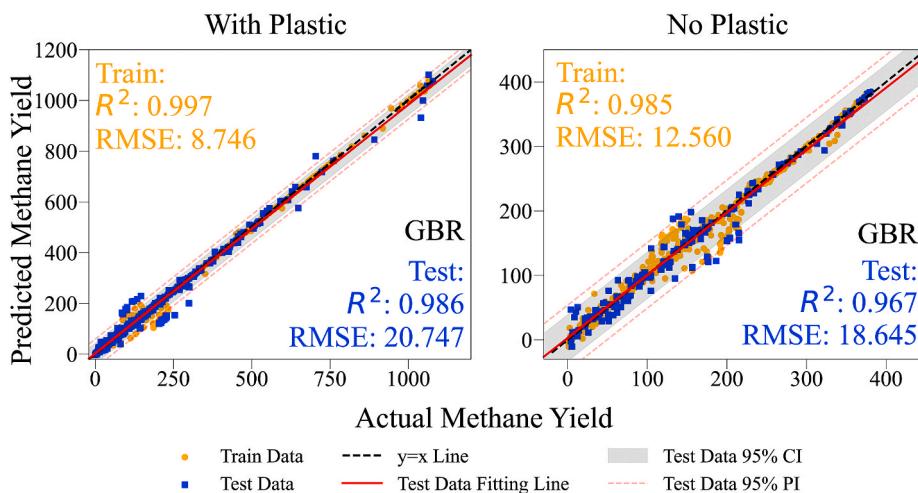 With Plastic
No Plastic
Predicted Methane Yield
1200
1000
800
600
400
200
0
Train:
R²: 0.997
RMSE: 8.746
GBR
Test:
R²: 0.986
RMSE: 20.747
0 250 500 750 1000
400
300
200
100
0
Train:
R²: 0.985
RMSE: 12.560
GBR
Test:
R²: 0.967
RMSE: 18.645
0 100 200 300 400
Actual Methane Yield
Train Data
y=x Line
Test Data 95% CI
Test Data
Test Data Fitting Line
Test Data 95% PI